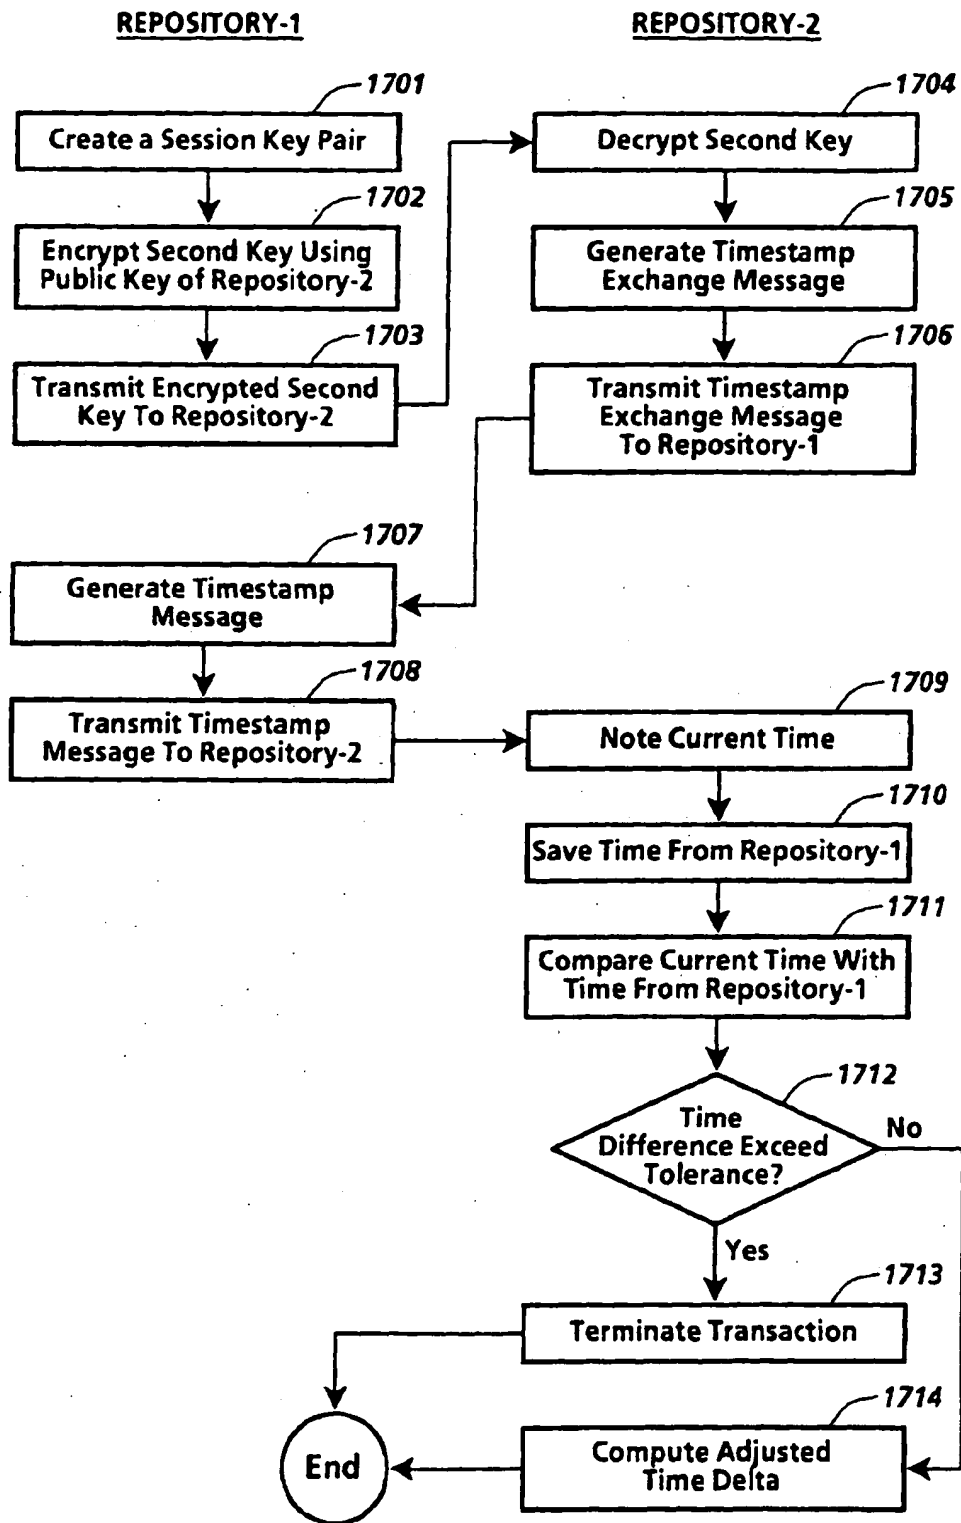 REPOSITORY-1
REPOSITORY-2
1701
Create a Session Key Pair
1702
Encrypt Second Key Using
Public Key of Repository-2
1703
Transmit Encrypted Second
Key To Repository-2
1704
Decrypt Second Key
1705
Generate Timestamp
Exchange Message
1706
Transmit Timestamp
Exchange Message
To Repository-1
1707
Generate Timestamp
Message
1708
Transmit Timestamp
Message To Repository-2
1709
Note Current Time
1710
Save Time From Repository-1
1711
Compare Current Time With
Time From Repository-1
1712
Time
Difference Exceed
Tolerance?
No
Yes
1713
Terminate Transaction
1714
Compute Adjusted
Time Delta
End